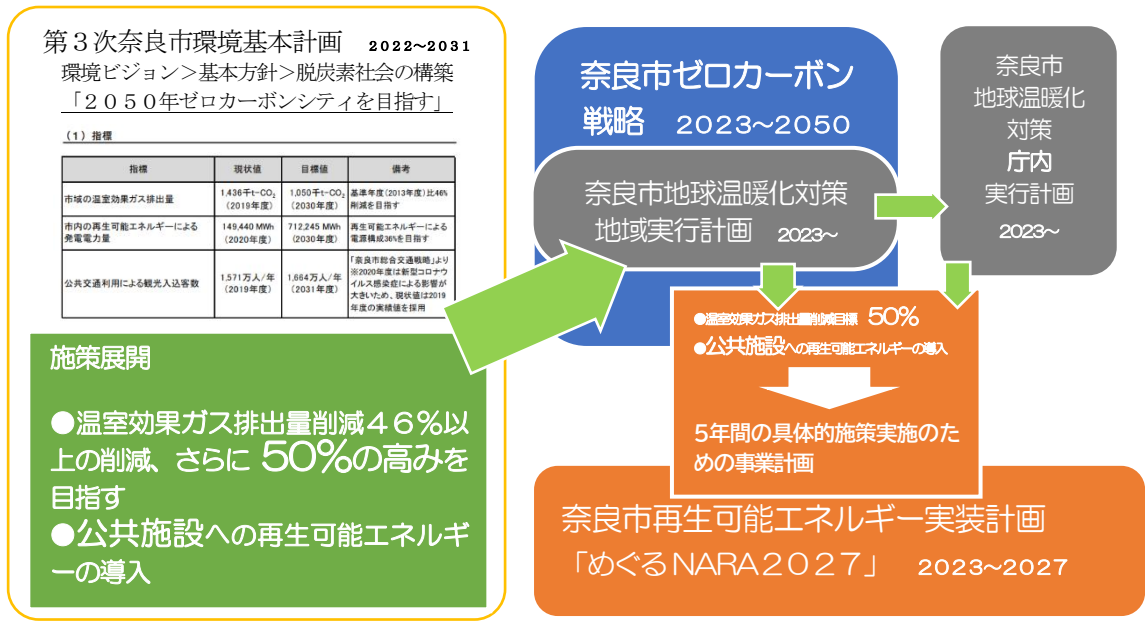 第３次奈良市環境基本計画　2022～2031
環境ビジョン＞基本方針＞脱炭素社会の構築
「２０５０年ゼロカーボンシティを目指す」
（１）指標
指標　現状値　目標値　備考
市域の温室効果ガス排出量　1,436千t-CO₂（2019年度）　1,050千t-CO₂（2030年度）　基準年度（2013年度）比46%
削減を目指す
市内の再生可能エネルギーによる
発電電力量　149,440 MWh（2020年度）　712,245 MWh（2030年度）　再生可能エネルギーによる
電源構成36%を目指す
公共交通利用による観光入込客数　1,571万人/年（2019年度）　1,664万人/年（2031年度）　「奈良市総合交通戦略」より
※2020年度は新型コロナウ
イルス感染症による影響が
大きいため、現状値は2019
年度の実績値を採用
施策展開
●温室効果ガス排出量削減４６％以
上の削減、さらに 50%の高みを
目指す
●公共施設への再生可能エネルギ
ーの導入
奈良市ゼロカーボン
戦略　2023～2050
奈良市地球温暖化対策
地域実行計画　2023～
奈良市
地球温暖化
対策
庁内
実行計画
2023～
●温室効果ガス排出量削減目標　50%
●公共施設への再生可能エネルギーの導入
5年間の具体的施策実施のた
めの事業計画
奈良市再生可能エネルギー実装計画
「めぐるNARA２０２７」　2023～2027